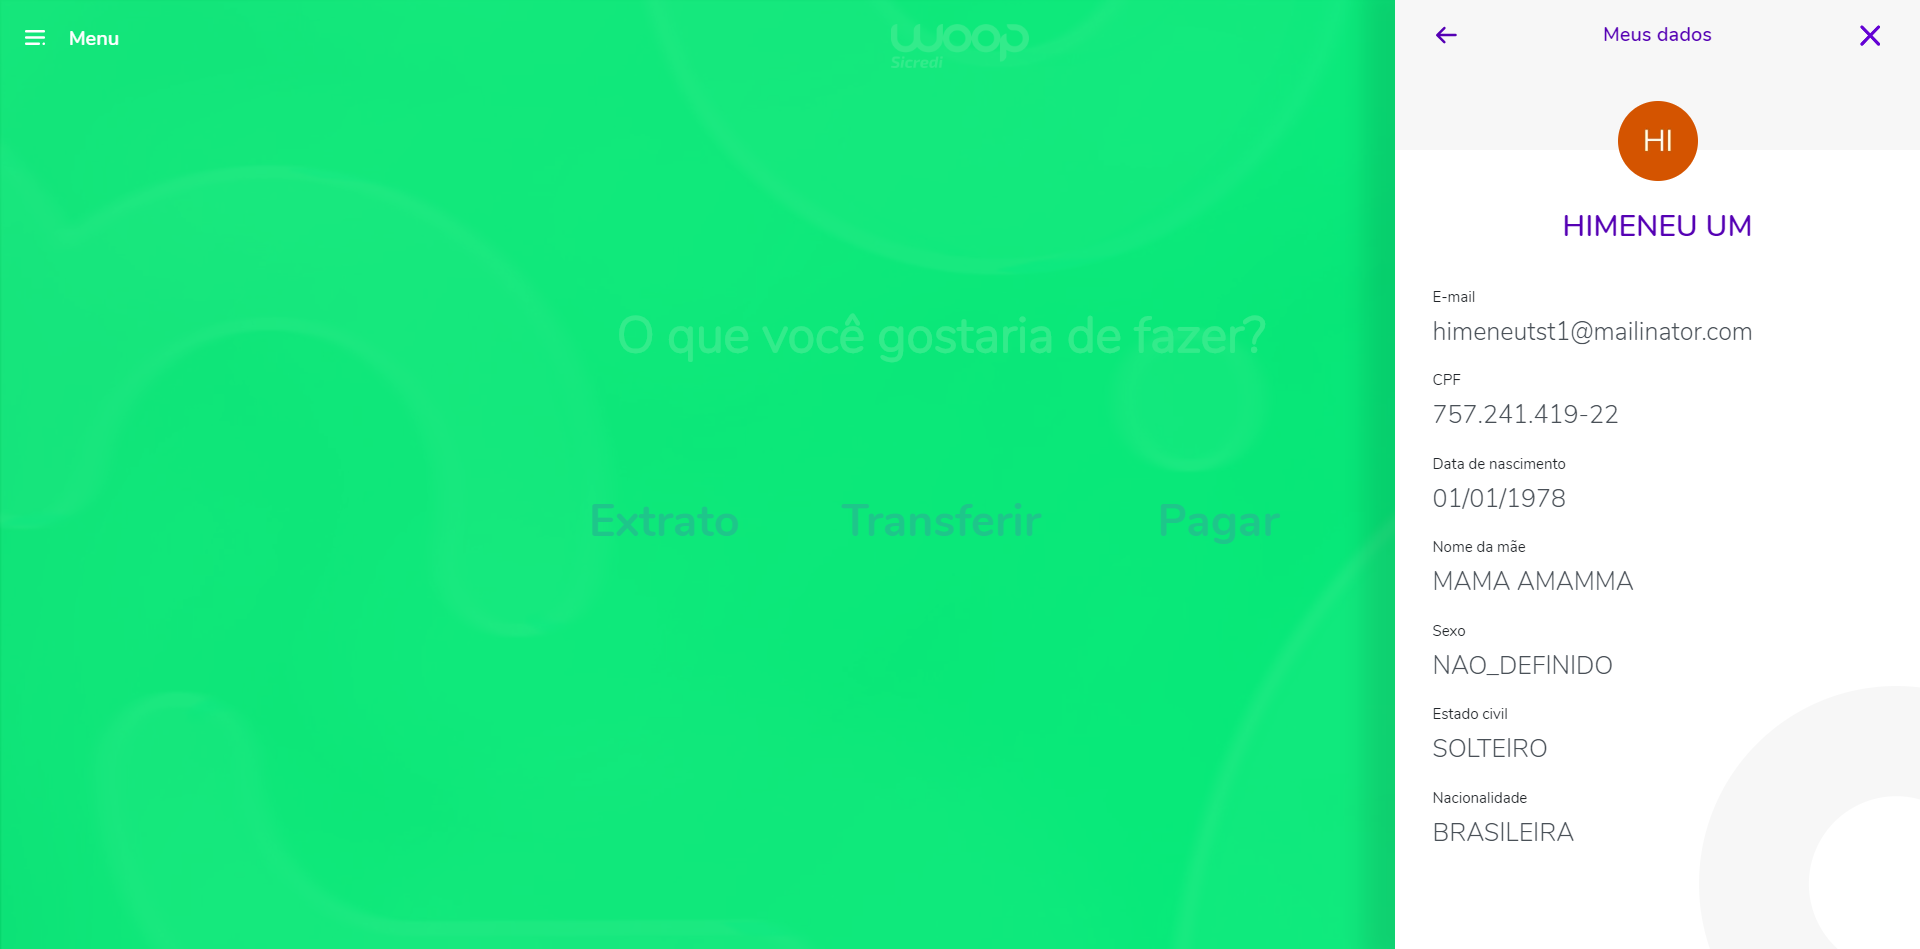 Menu
woop
Sicredi
O que você gostaria de fazer?
Extrato Transferir Pagar
Meus dados
HI
HIMENEU UM
E-mail
himeneutst1@mailinator.com
CPF
757.241.419-22
Data de nascimento
01/01/1978
Nome da mãe
MAMA AMAMMA
Sexo
NAO_DEFINIDO
Estado civil
SOLTEIRO
Nacionalidade
BRASILEIRA